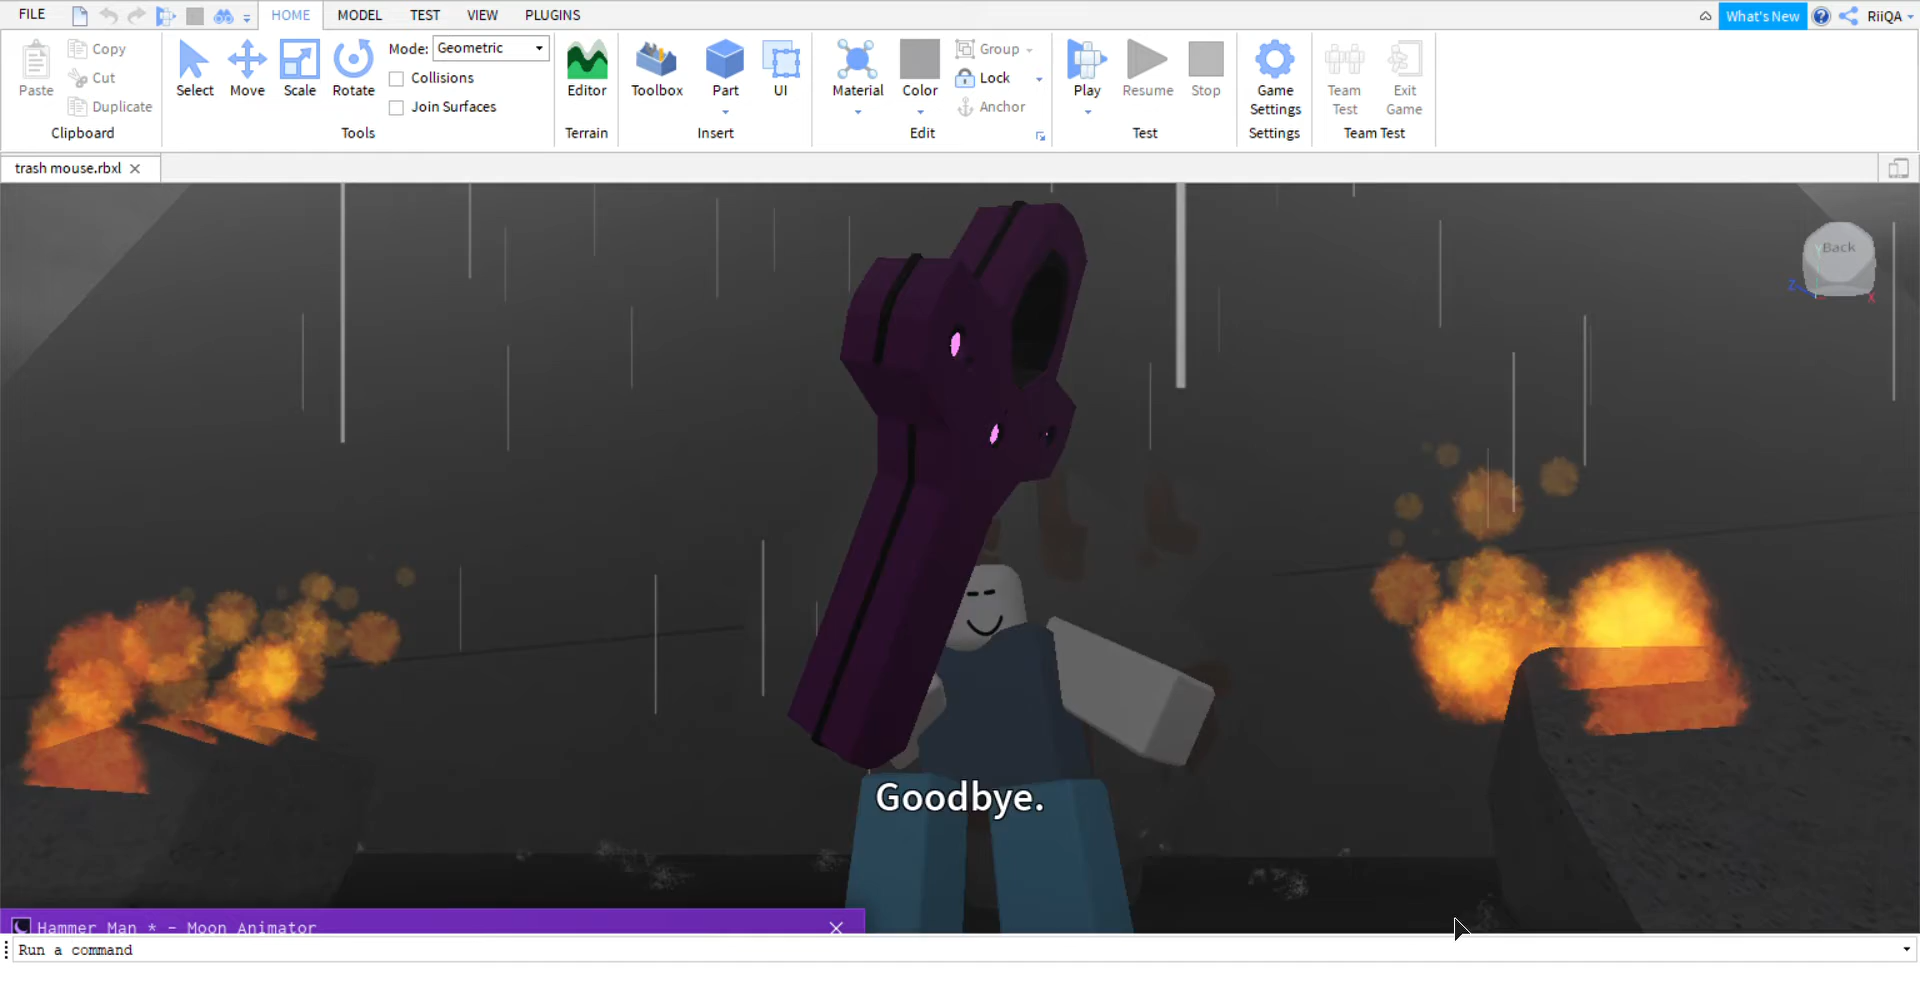 FILE
HOME
MODEL
TEST
VIEW
PLUGINS
What's New
RiiQA
Paste
Copy
Cut
Duplicate
Clipboard
Select
Move
Scale
Rotate
Mode: Geometric
Collisions
Join Surfaces
Tools
Editor
Terrain
Toolbox
Part
UI
Insert
Material
Color
Group
Lock
Anchor
Edit
Play
Resume
Stop
Test
Game
Settings
Settings
Team
Test
Exit
Game
Team Test
trash mouse.rbxl
Back
Y
Z
X
Goodbye.
Hammer Man * - Moon Animator
Run a command